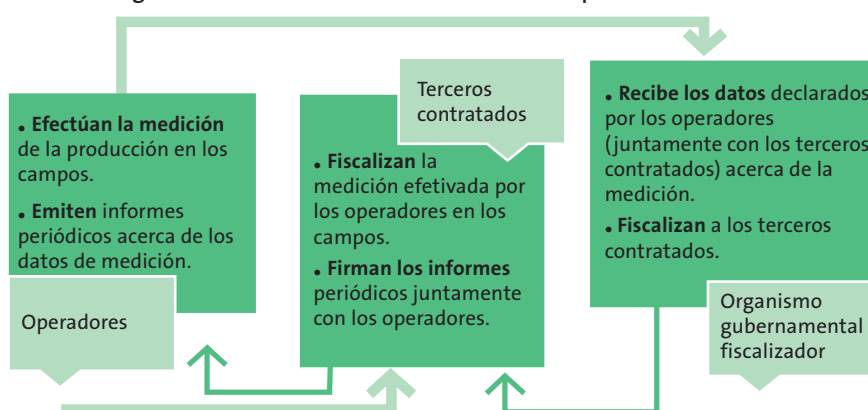 • Efectúan la medición
de la producción en los
campos.
• Emiten informes
periódicos acerca de los
datos de medición.
Operadores
Terceros
contratados
• Fiscalizan la
medición efetivada por
los operadores en los
campos.
• Firman los informes
periódicos juntamente
con los operadores.
• Recibe los datos declarados
por los operadores
(juntamente con los terceros
contratados) acerca de la
medición.
• Fiscalizan a los terceros
contratados.
Organismo
gubernamental
fiscalizador